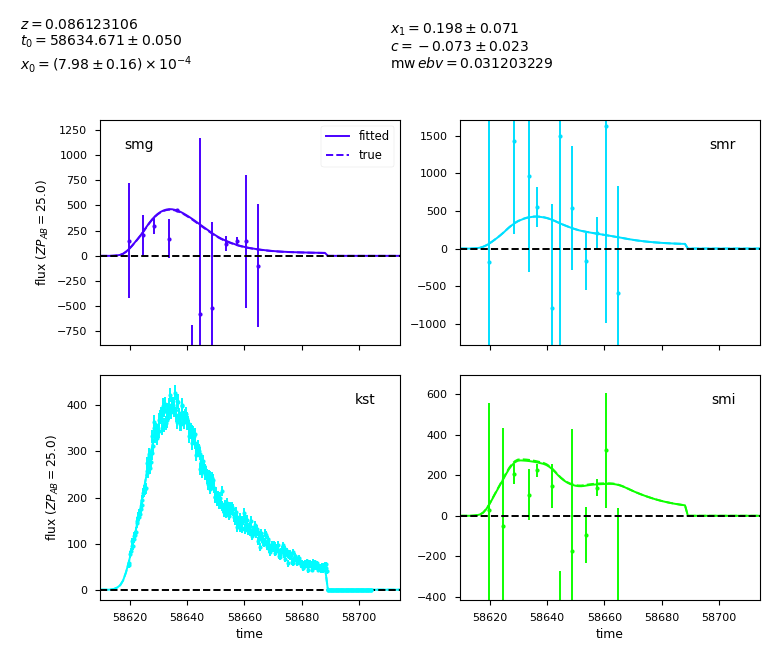 z = 0.086123106
t₀ = 58634.671 ± 0.050
x₀ = (7.98 ± 0.16) × 10⁻⁴
x₁ = 0.198 ± 0.071
c = −0.073 ± 0.023
mw ebv = 0.031203229
smg
fitted
true
1250
1000
750
500
250
0
−250
−500
−750
flux (ZP_AB = 25.0)
smr
1500
1000
500
0
−500
−1000
kst
400
300
200
100
0
flux (ZP_AB = 25.0)
58620 58640 58660 58680 58700
time
smi
600
400
200
0
−200
−400
58620 58640 58660 58680 58700
time